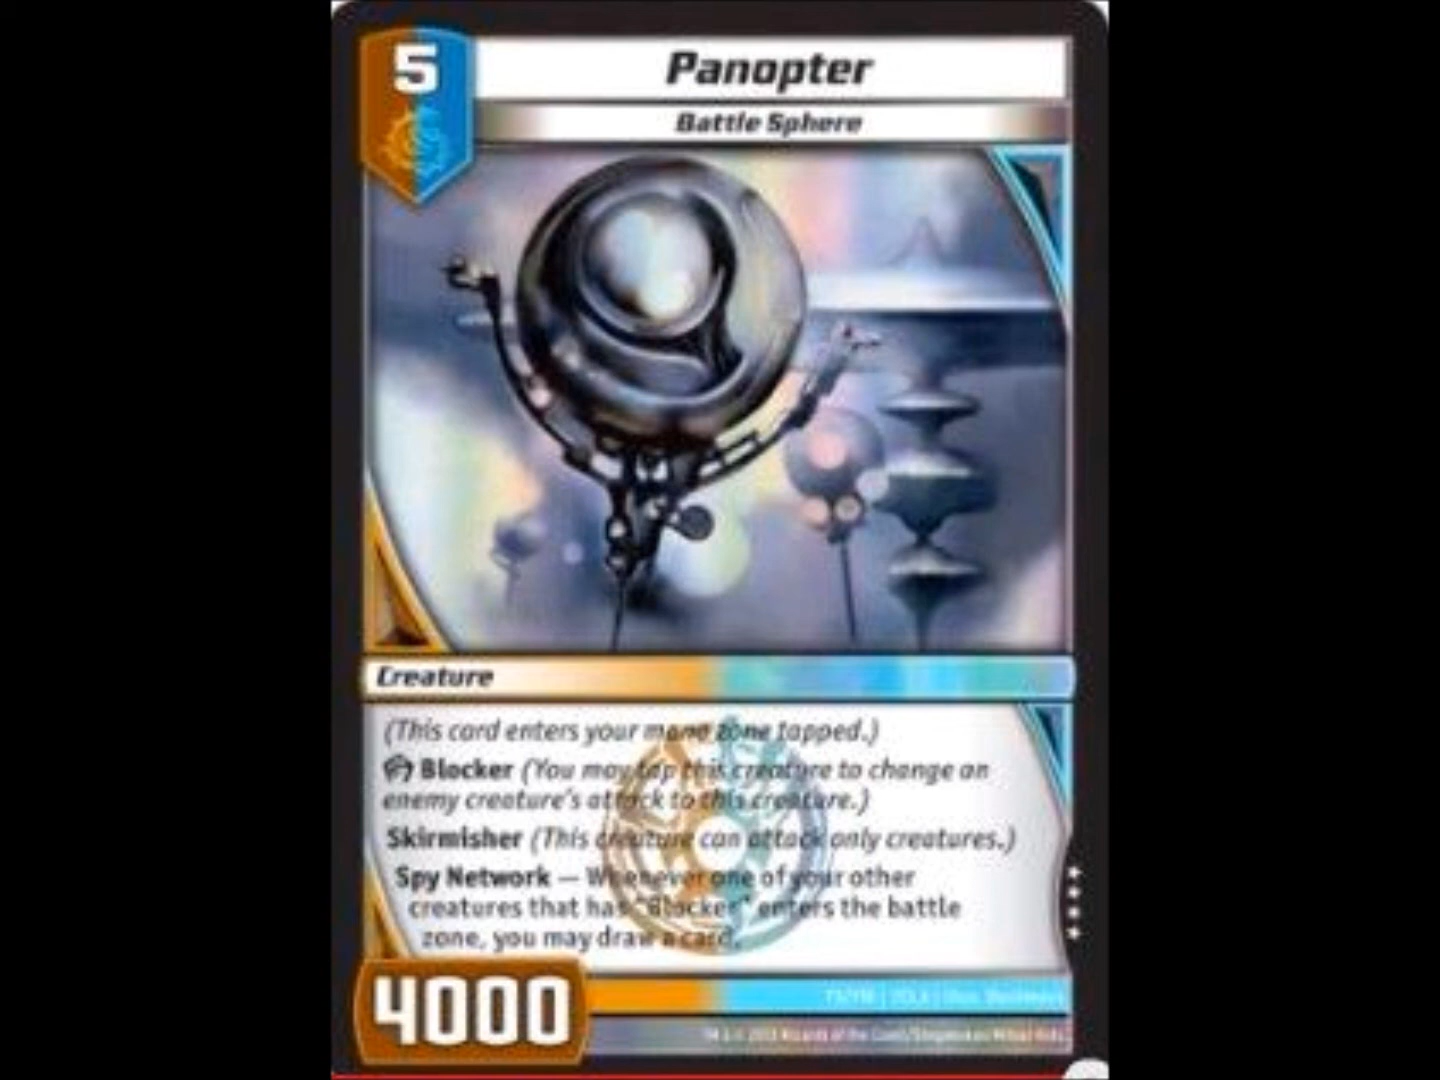 5
Panopter
Battle Sphere
Creature
(This card enters your mana zone tapped.)
Blocker (You may tap this creature to change an
enemy creature's attack to this creature.)
Skirmisher (This creature can attack only creatures.)
Spy Network — Whenever one of your other
creatures that has "Blocker" enters the battle
zone, you may draw a card.
4000